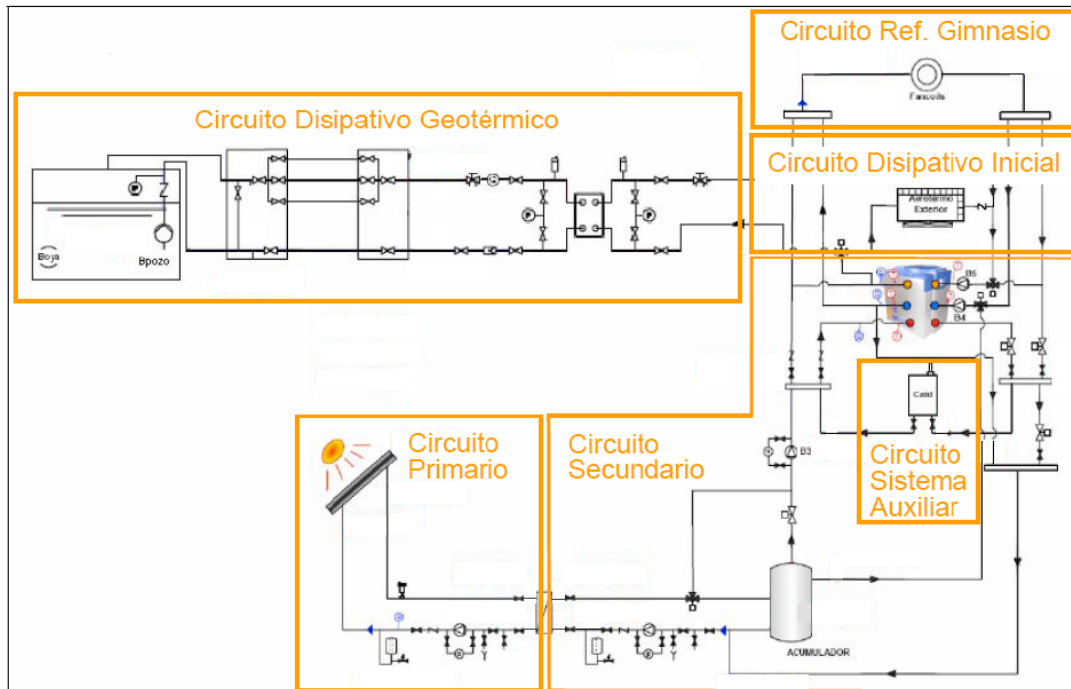 Circuito Ref. Gimnasio
Fancoils
Circuito Disipativo Geotérmico
Circuito Disipativo Inicial
Aerotermo
Exterior
Boya
Bpozo
B5
B4
Cald
Circuito
Primario
Circuito
Secundario
B3
Circuito
Sistema
Auxiliar
ACUMULADOR